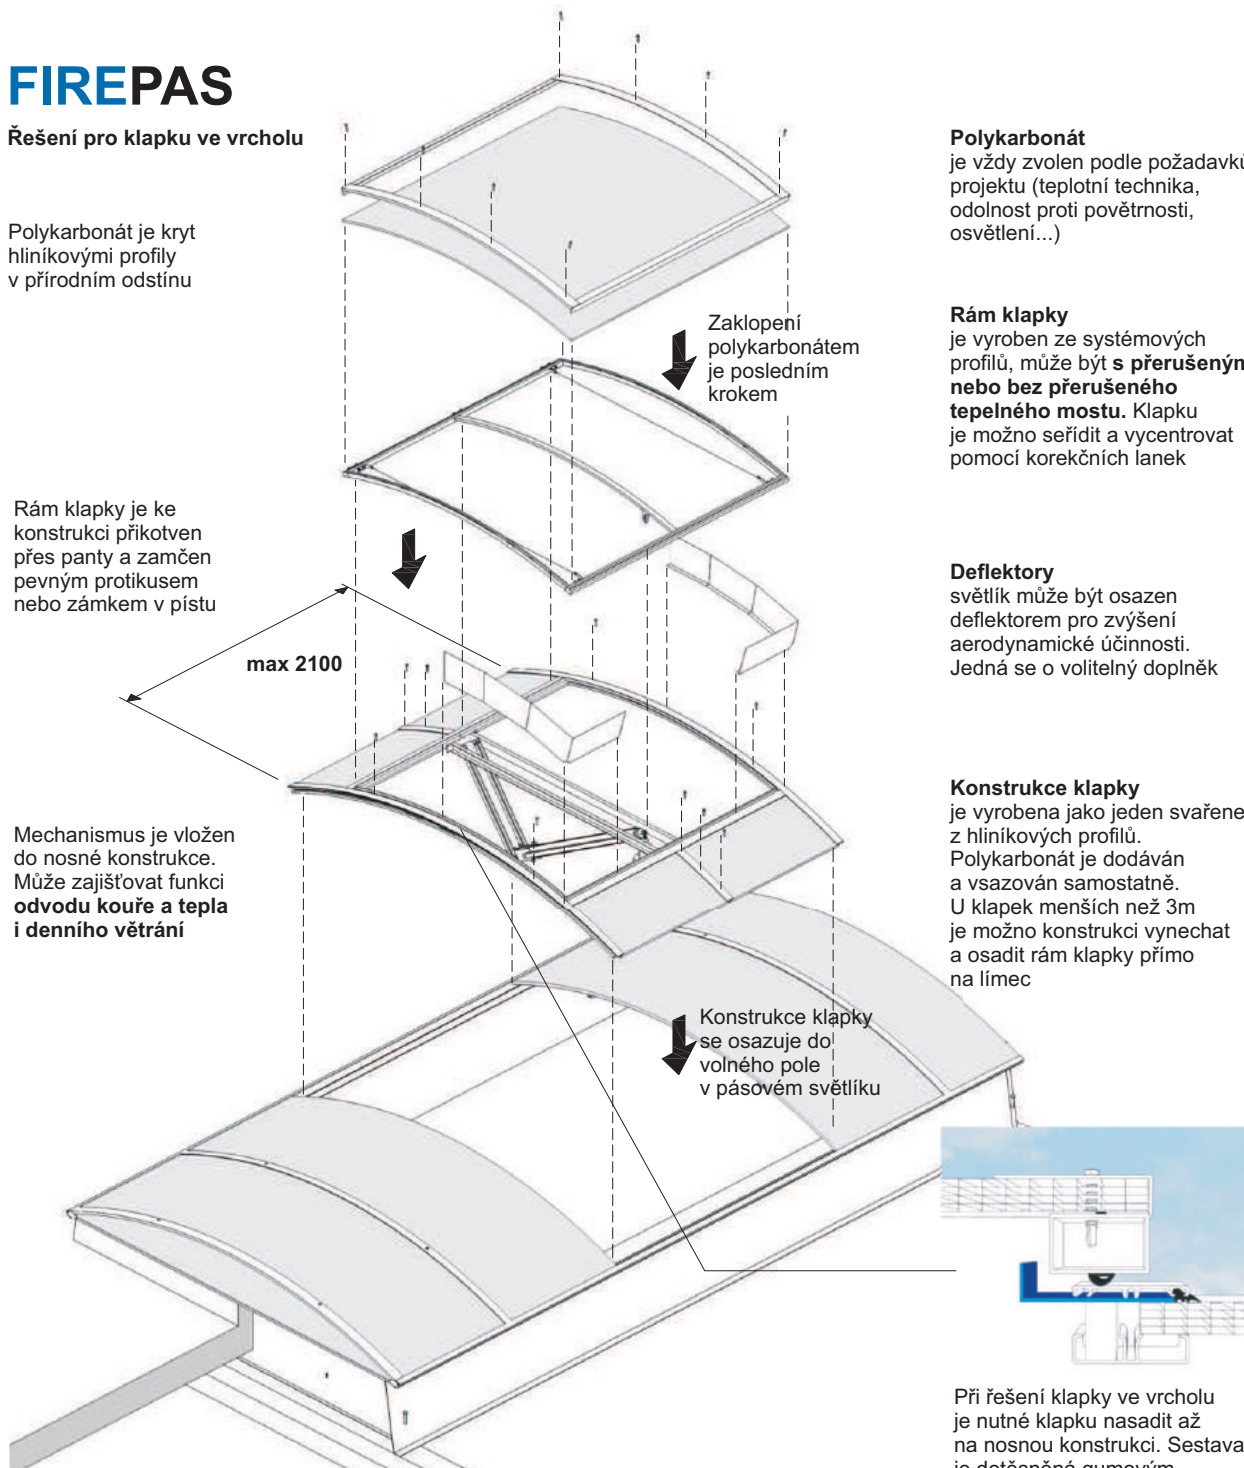 FIREPAS
Řešení pro klapku ve vrcholu
Polykarbonát je kryt
hliníkovými profily
v přírodním odstínu
Zaklopení
polykarbonátem
je posledním
krokem
Rám klapky je ke
konstrukci přikotven
přes panty a zamčen
pevným protikusem
nebo zámkem v pístu
max 2100
Mechanismus je vložen
do nosné konstrukce.
Může zajišťovat funkci
odvodu kouře a tepla
i denního větrání
Konstrukce klapky
se osazuje do
volného pole
v pásovém světlíku
Polykarbonát
je vždy zvolen podle požadavků
projektu (teplotní technika,
odolnost proti povětrnosti,
osvětlení...)
Rám klapky
je vyroben ze systémových
profilů, může být s přerušeným
nebo bez přerušeného
tepelného mostu. Klapku
je možno seřídit a vycentrovat
pomocí korekčních lanek
Deflektory
světlík může být osazen
deflektorem pro zvýšení
aerodynamické účinnosti.
Jedná se o volitelný doplněk
Konstrukce klapky
je vyrobena jako jeden svařene
z hliníkových profilů.
Polykarbonát je dodáván
a vsazován samostatně.
U klapek menších než 3m
je možno konstrukci vynechat
a osadit rám klapky přímo
na límec
Při řešení klapky ve vrcholu
je nutné klapku nasadit až
na nosnou konstrukci. Sestava
je dotěsněná gumovým